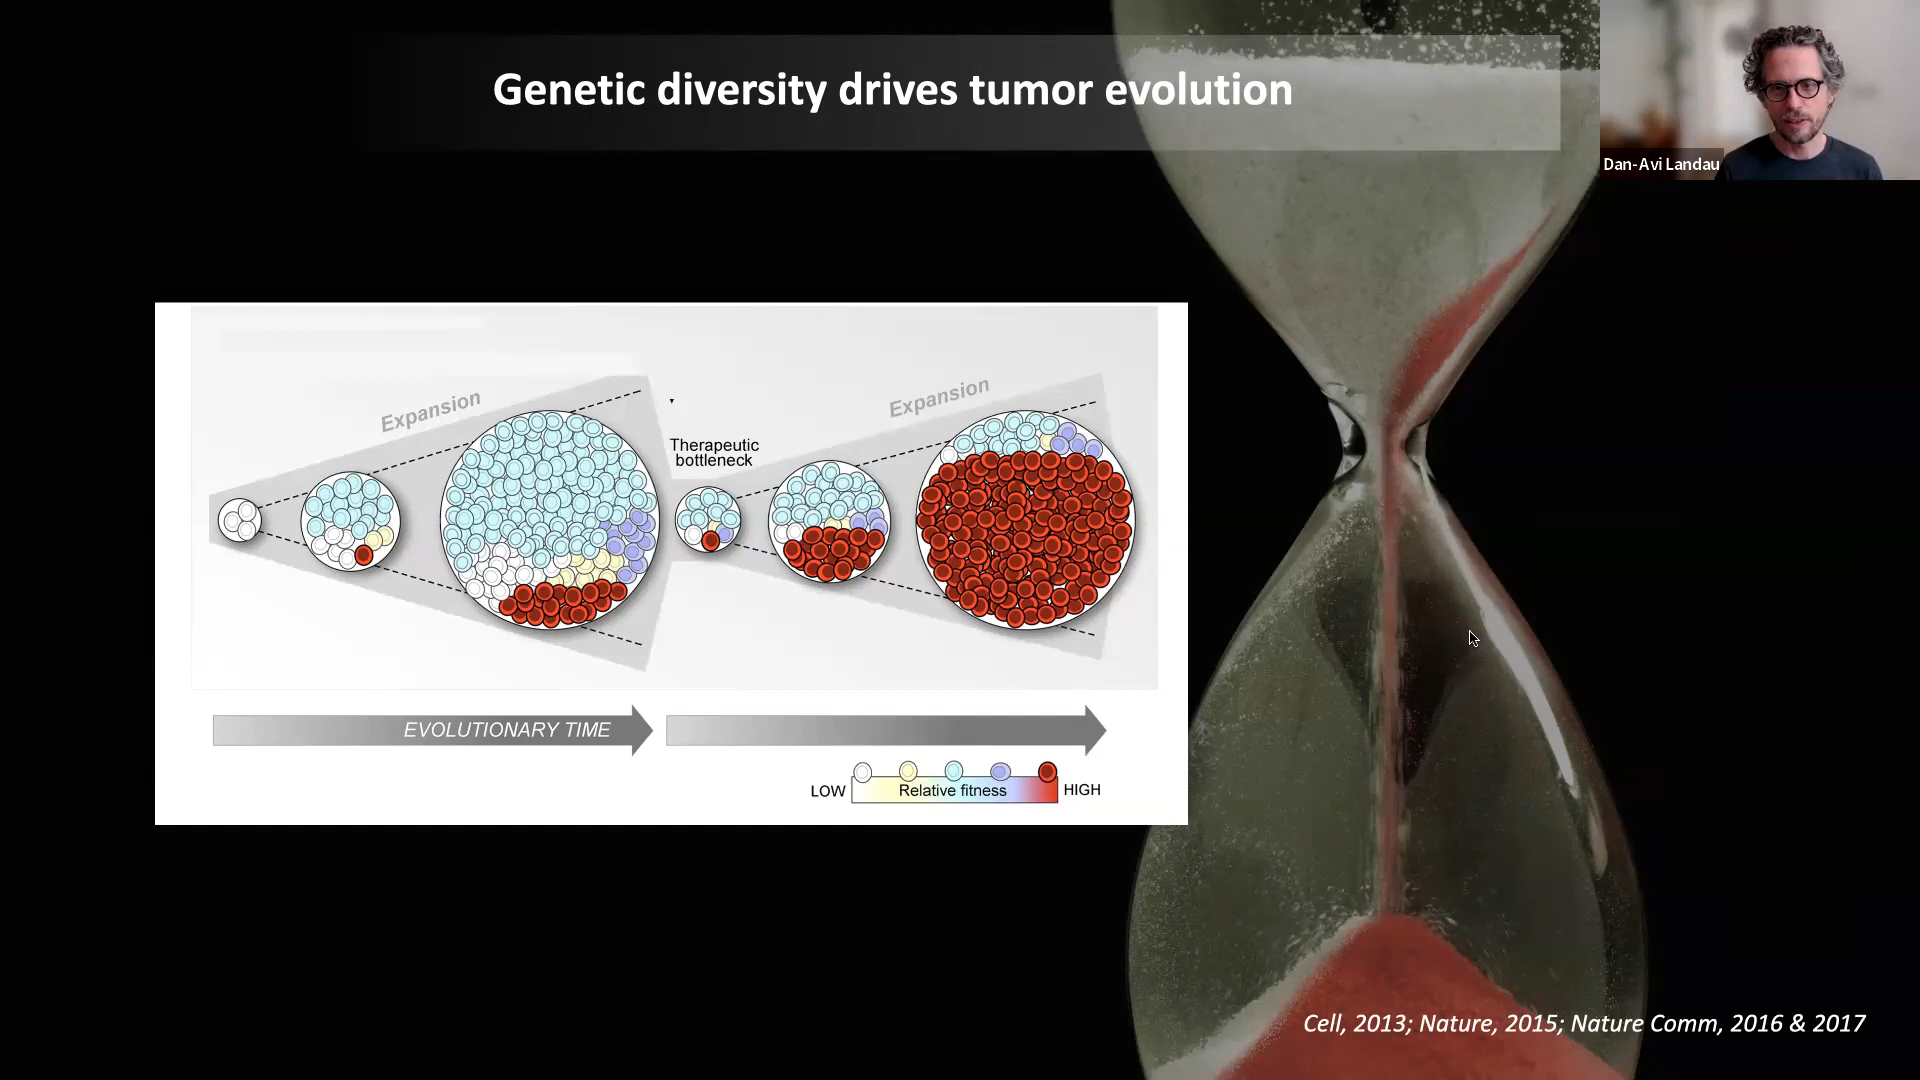 Genetic diversity drives tumor evolution
Dan-Avi Landau
Expansion
Expansion
Therapeutic
bottleneck
EVOLUTIONARY TIME
LOW
Relative fitness
HIGH
Cell, 2013; Nature, 2015; Nature Comm, 2016 & 2017